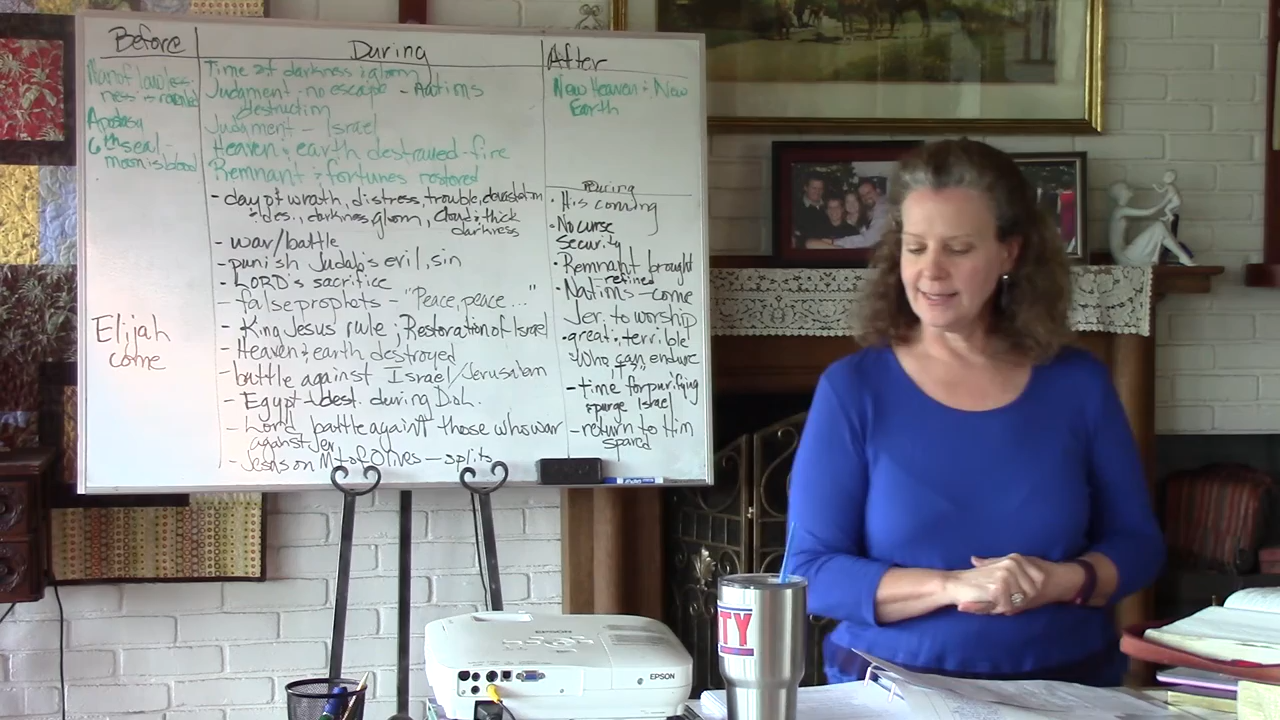 Before
During
After
Man of lawless-
ness is revealed
Apostasy
6th seal -
moon is blood
Elijah
come
Time of darkness & gloom
Judgment - no escape - Nations
destruction
Judgment - Israel
Heaven & earth destroyed - fire
Remnant & fortunes restored
- day of wrath, distress, trouble, devastation
& des., darkness gloom, cloud & thick
darkness
- war/battle
- punish Judah's evil, sin
- LORD's sacrifice
- false prophets - "Peace, peace..."
- King Jesus' rule ; Restoration of Israel
- Heaven & earth destroyed
- battle against Israel/Jerusalem
- Egypt dest. during DoL.
- Lord battle against those who war
against Jer.
- Jesus on Mt of Olives - splits
New Heaven & New
Earth
During
• His coming
• No curse
security
• Remnant brought
- refined
• Nations - come
Jer. to worship
• great & terrible
• Who can endure
it?
- time for purifying
& purge Israel
- return to Him
spared
TY
EPSON
EPSON